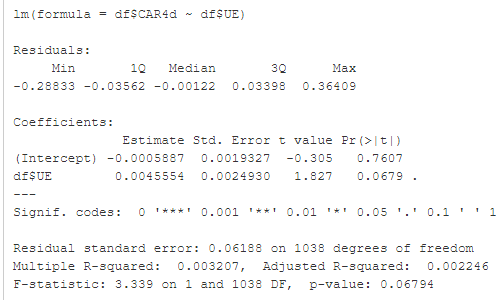 lm(formula = df$CAR4d ~ df$UE)
Residuals:
Min 1Q Median 3Q Max
-0.28833 -0.03562 -0.00122 0.03398 0.36409
Coefficients:
Estimate Std. Error t value Pr(>|t|)
(Intercept) -0.0005887 0.0019327 -0.305 0.7607
df$UE 0.0045554 0.0024930 1.827 0.0679 .
---
Signif. codes: 0 '***' 0.001 '**' 0.01 '*' 0.05 '.' 0.1 ' ' 1
Residual standard error: 0.06188 on 1038 degrees of freedom
Multiple R-squared: 0.003207, Adjusted R-squared: 0.002246
F-statistic: 3.339 on 1 and 1038 DF, p-value: 0.06794